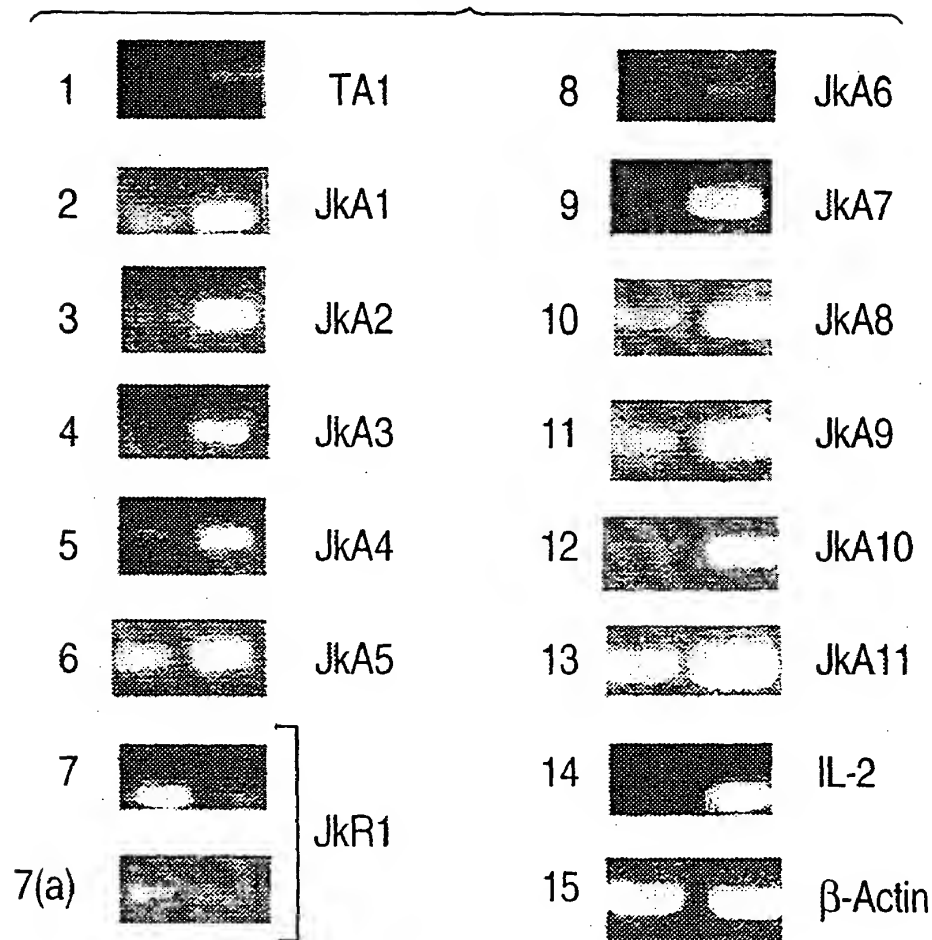 1 TA1
2 JkA1
3 JkA2
4 JkA3
5 JkA4
6 JkA5
7
JkR1
7(a)
8 JkA6
9 JkA7
10 JkA8
11 JkA9
12 JkA10
13 JkA11
14 IL-2
15 β-Actin